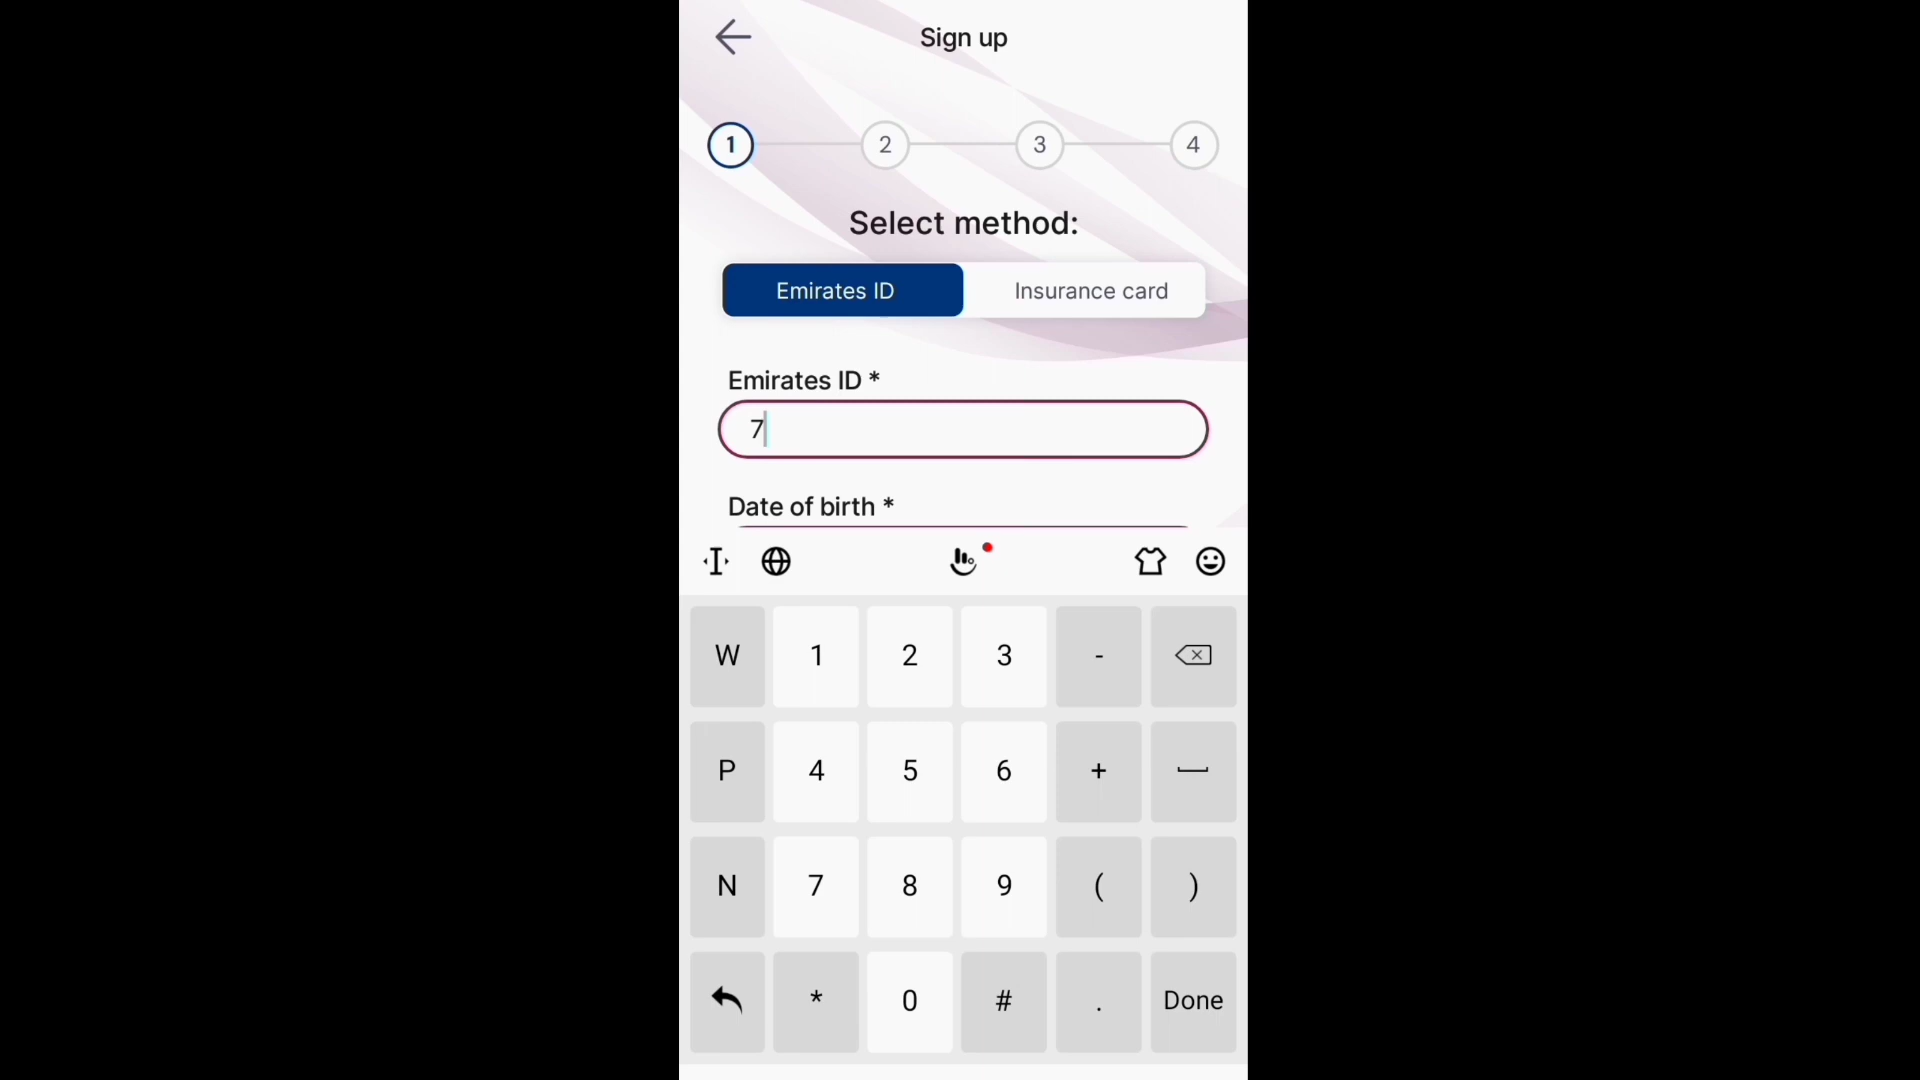 Sign up
1 2 3 4
Select method:
Emirates ID Insurance card
Emirates ID *
7
Date of birth *
W 1 2 3 -
P 4 5 6 +
N 7 8 9 ( )
* 0 # . Done